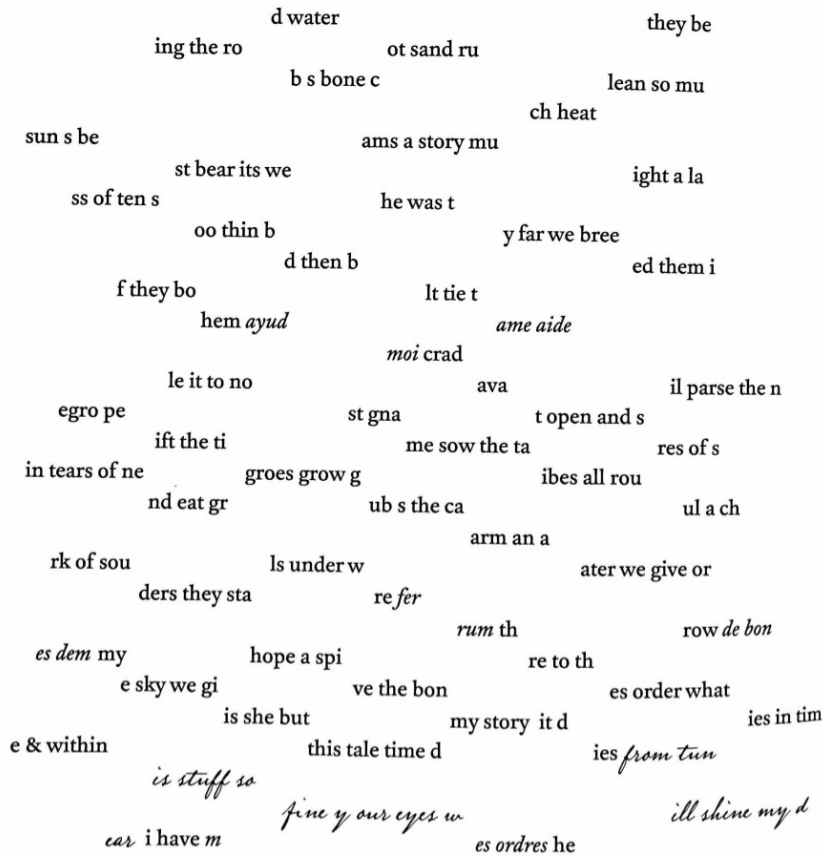 d water they be
ing the ro ot sand ru
b s bone c lean so mu
ch heat
sun s be ams a story mu
st bear its we ight a la
ss of ten s he was t
oo thin b y far we bree
d then b ed them i
f they bo lt tie t
hem ayud ame aide
moi crad
le it to no ava il parse the n
egro pe st gna t open and s
ift the ti me sow the ta res of s
in tears of ne groes grow g ibes all rou
nd eat gr ub s the ca ul a ch
arm an a
rk of sou ls under w ater we give or
ders they sta re fer
rum th row de bon
es dem my hope a spi re to th
e sky we gi ve the bon es order what
is she but my story it d ies in tim
e & within this tale time d ies from tun
is stuff so
fine y our eyes w ill shine my d
ear i have m es ordres he